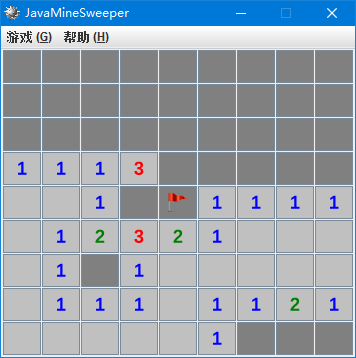 JavaMineSweeper
游戏 (G) 帮助 (H)
1 1 1 3
1 1 1 1 1
1 2 3 2 1
1 1
1 1 1 1 1 2 1
1